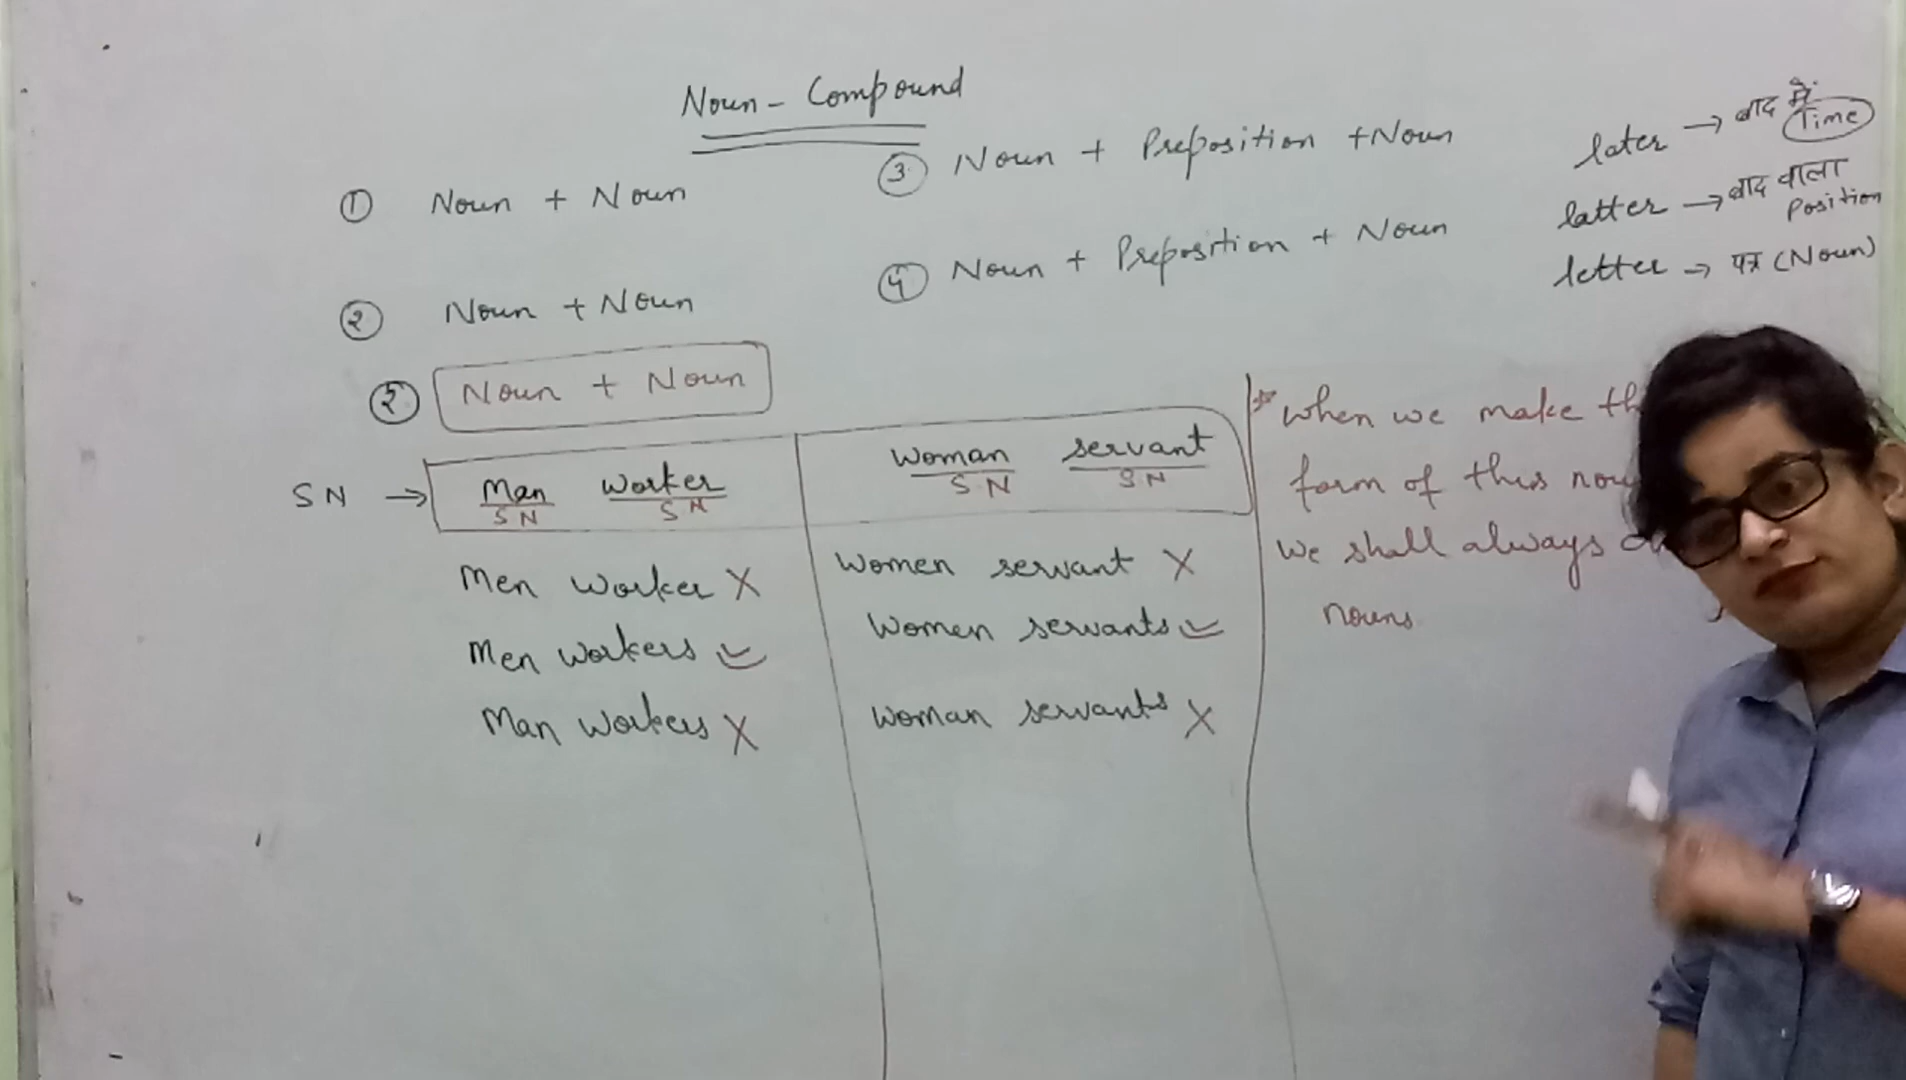 Noun - Compound
① Noun + Noun
② Noun + Noun
③ Noun + Preposition + Noun
④ Noun + Preposition + Noun
later → बाद में Time
latter → बाद वाला Position
letter → पत्र (Noun)
② Noun + Noun
SN → Man Worker
SN SN
Men worker X
Men workers
Man workers X
Woman servant
SN SN
Women servant X
Women servants
Woman servants X
* When we make
form of this
we shall always
nouns